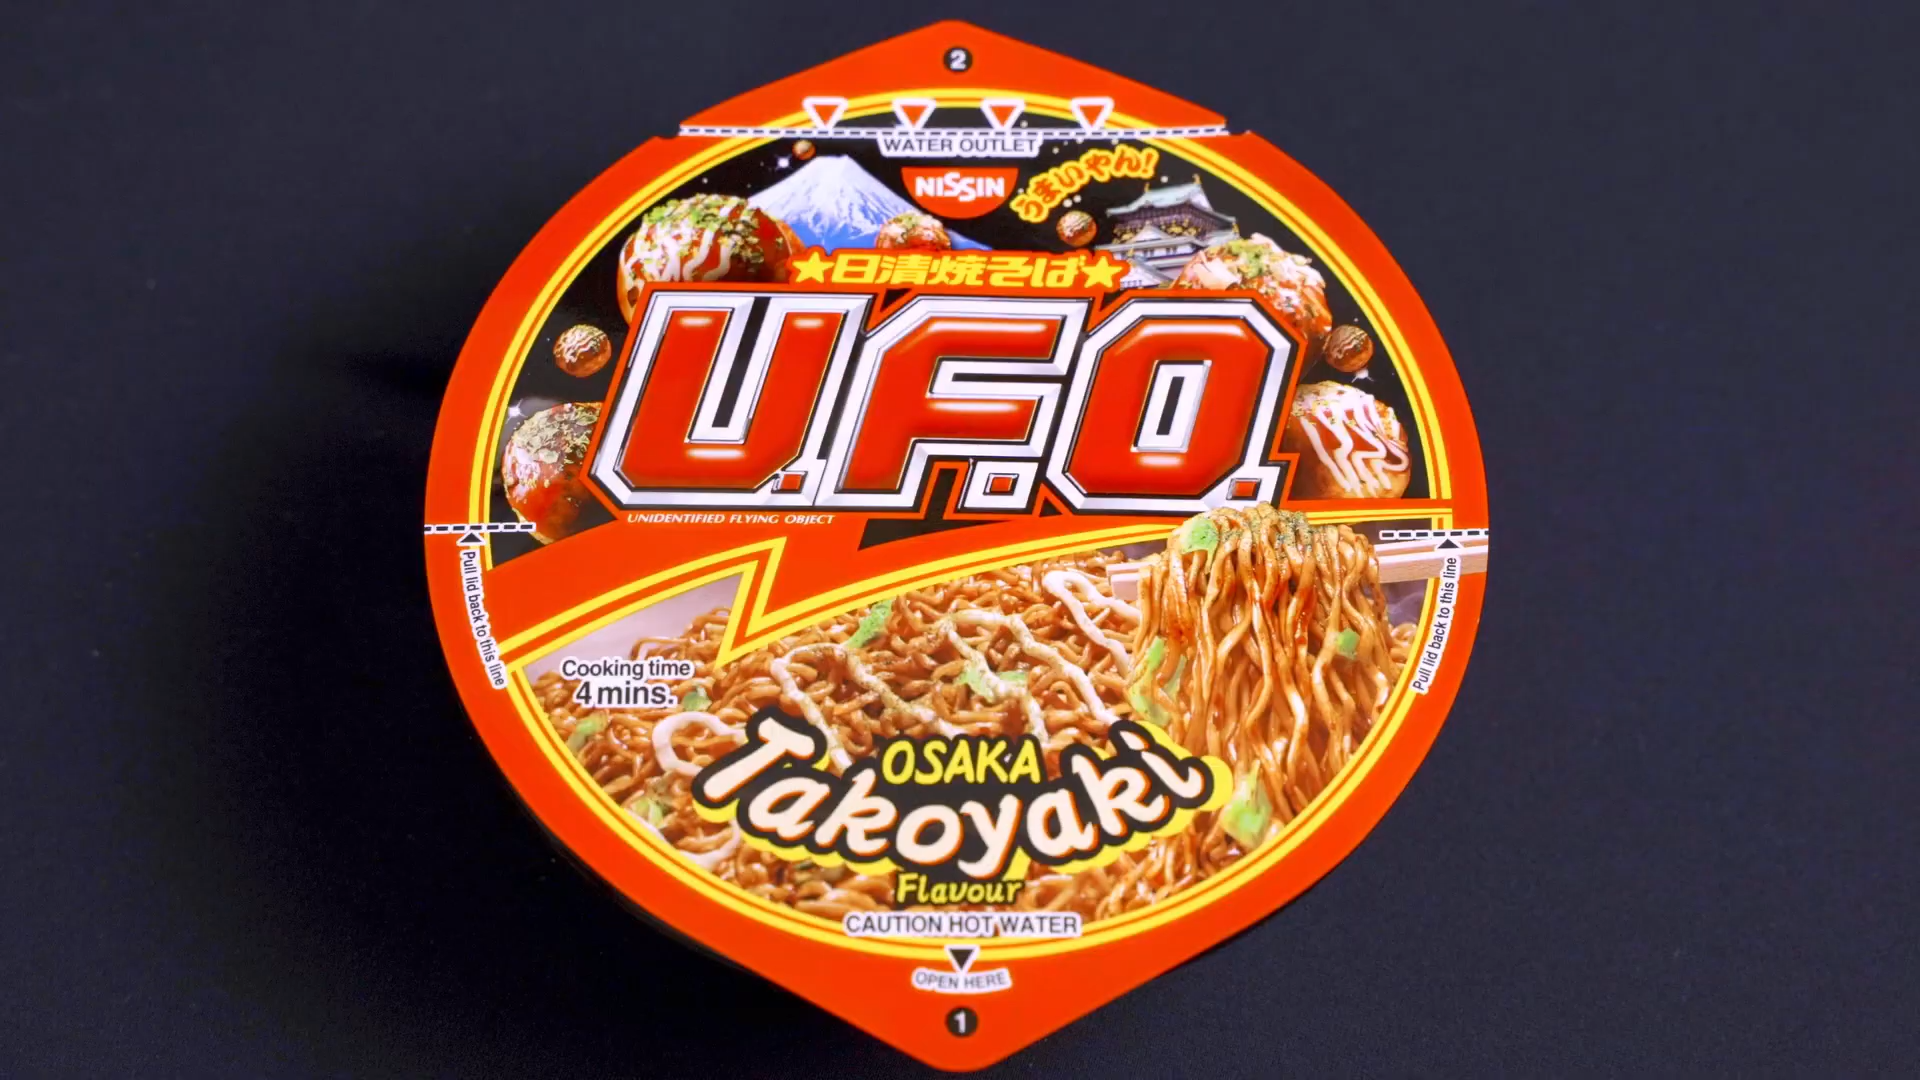 2
WATER OUTLET
NISSIN
うまいやん!
★日清焼そば★
U.F.O.
UNIDENTIFIED FLYING OBJECT
Pull lid back to this line
Pull lid back to this line
Cooking time
4 mins.
OSAKA
Takoyaki
Flavour
CAUTION HOT WATER
OPEN HERE
1